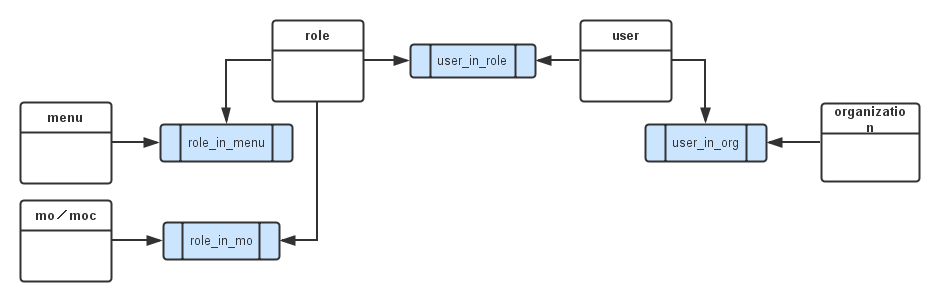 role
user
user_in_role
menu
organizatio
n
role_in_menu
user_in_org
mo／moc
role_in_mo